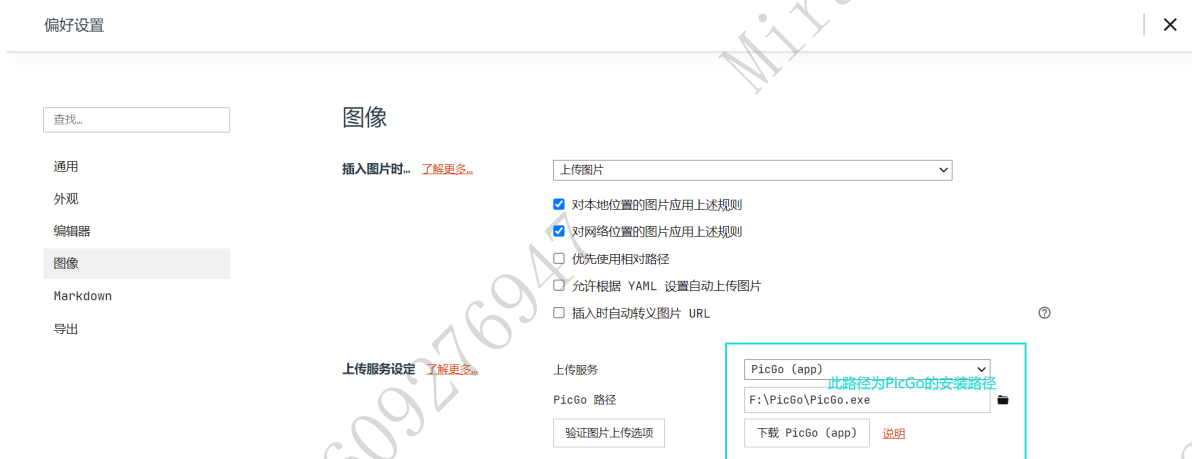 偏好设置
查找…
通用
外观
编辑器
图像
Markdown
导出
图像
插入图片时… 了解更多… 上传图片
对本地位置的图片应用上述规则
对网络位置的图片应用上述规则
优先使用相对路径
允许根据 YAML 设置自动上传图片
插入时自动转义图片 URL
上传服务设定 了解更多… 上传服务 PicGo (app)
此路径为PicGo的安装路径
PicGo 路径 F:\PicGo\PicGo.exe
验证图片上传选项 下载 PicGo (app) 说明